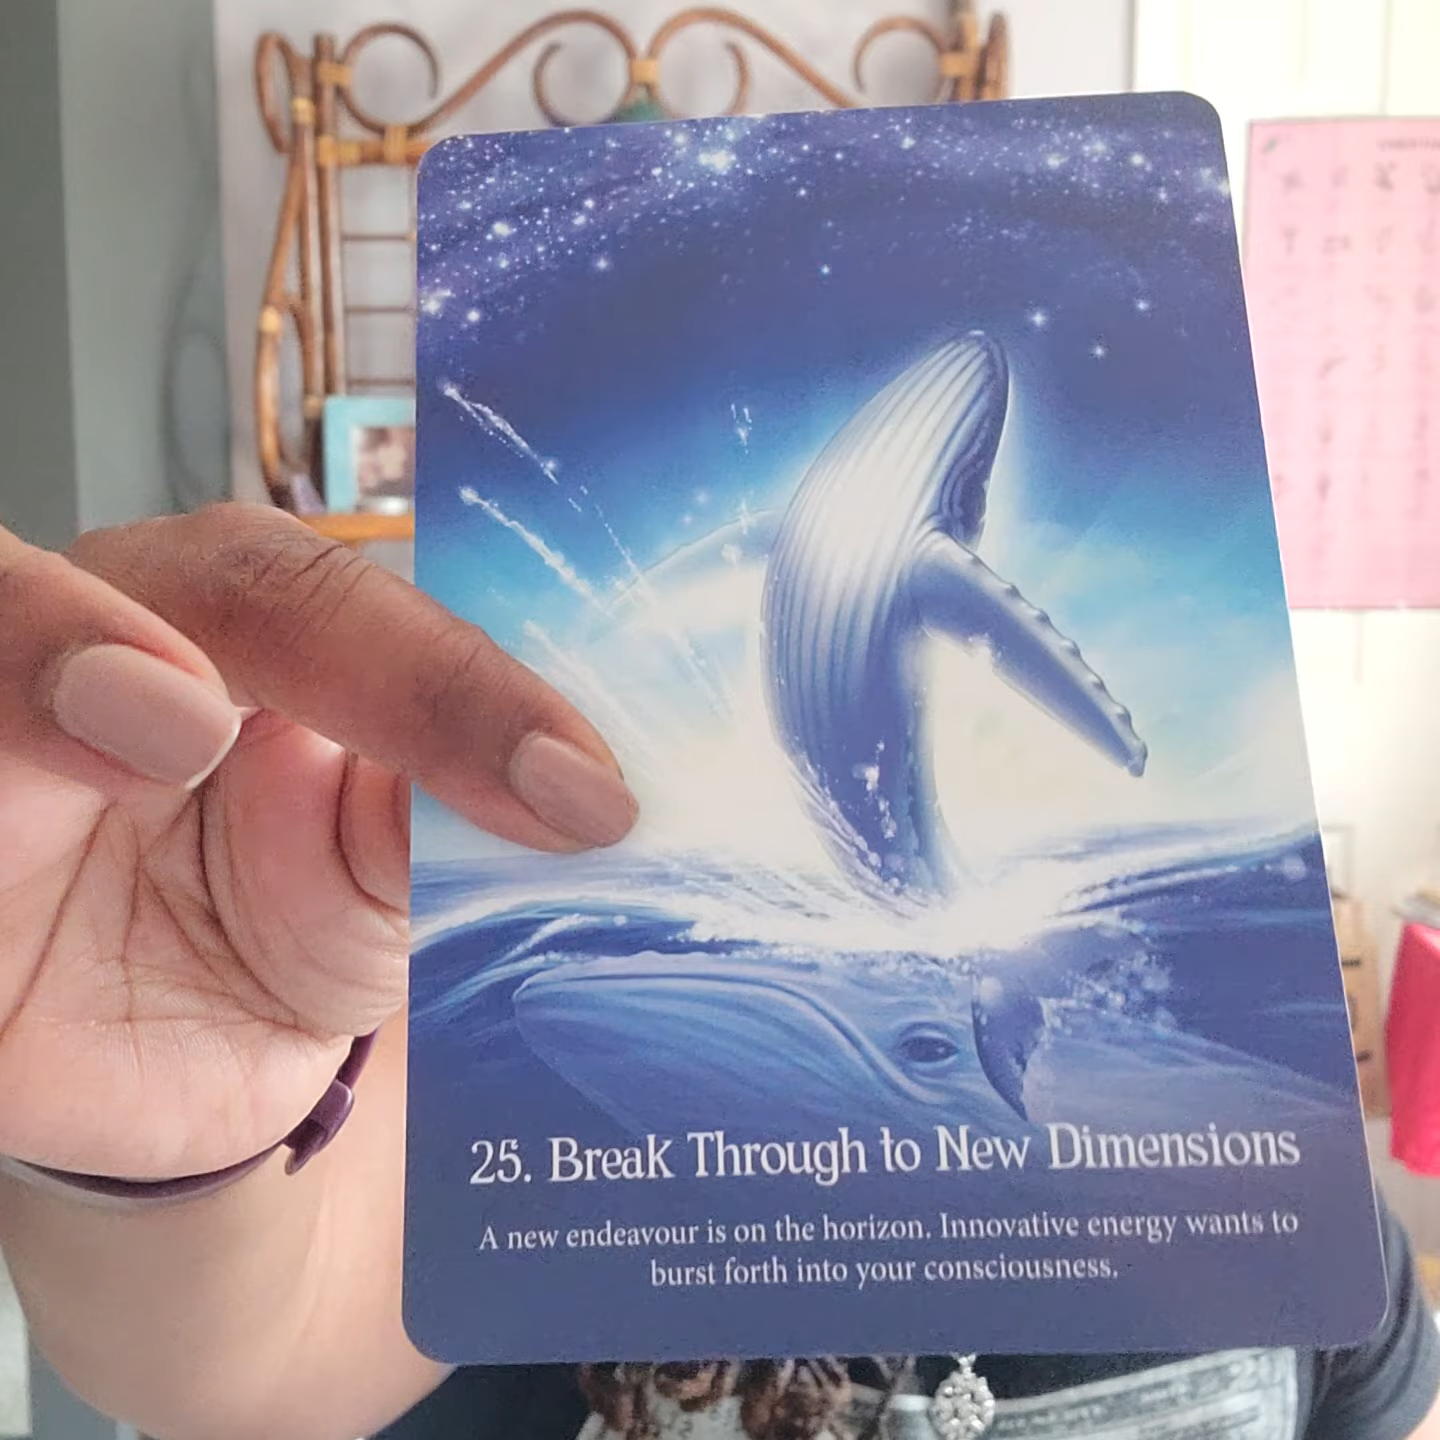 25. Break Through to New Dimensions
A new endeavour is on the horizon. Innovative energy wants to
burst forth into your consciousness.